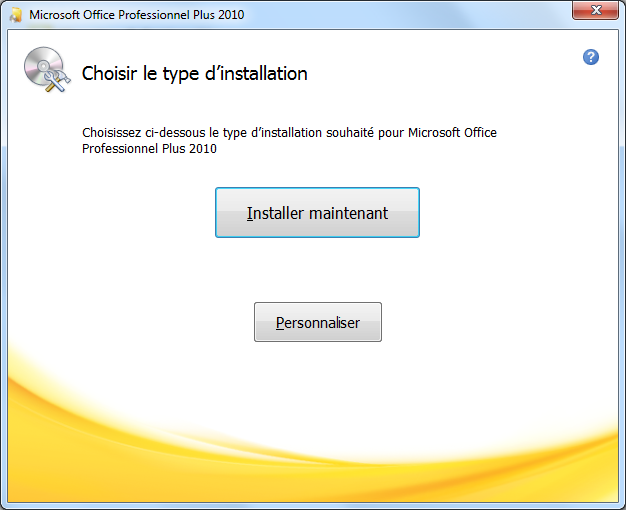 Microsoft Office Professionnel Plus 2010
Choisir le type d’installation
Choisissez ci-dessous le type d’installation souhaité pour Microsoft Office
Professionnel Plus 2010
Installer maintenant
Personnaliser